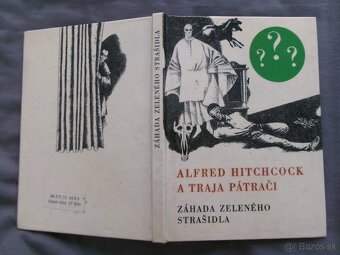 ZÁHADA ZELENÉHO STRAŠIDLA
? ? ?
ALFRED HITCHCOCK
A TRAJA PÁTRAČI
ZÁHADA ZELENÉHO
STRAŠIDLA
bazos.sk